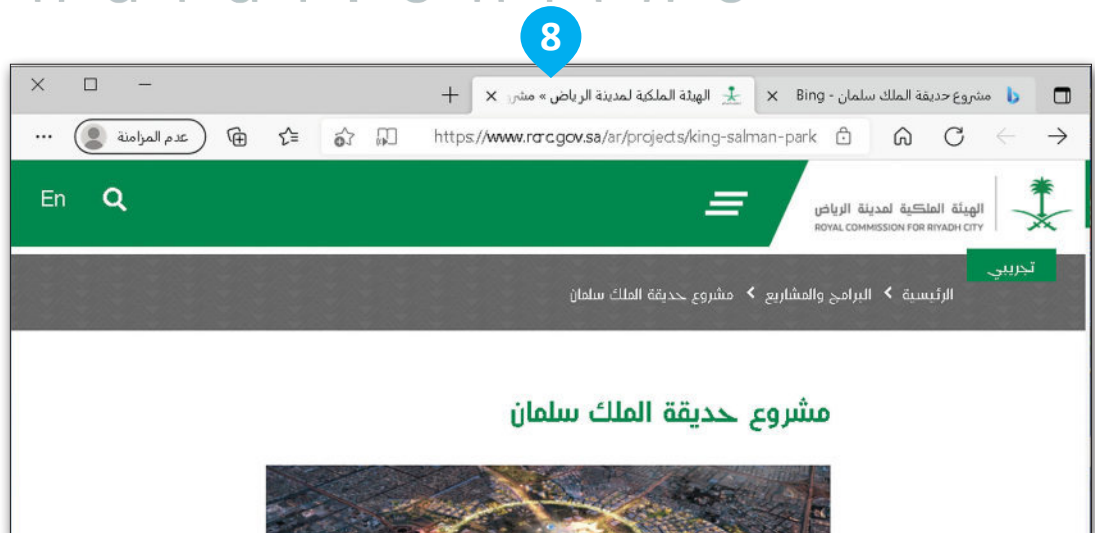 8
مشروع حديقة الملك سلمان - Bing
الهيئة الملكية لمدينة الرياض » مشر
https://www.rcrc.gov.sa/ar/projects/king-salman-park
عدم المزامنة
الهيئة الملكية لمدينة الرياض
ROYAL COMMISSION FOR RIYADH CITY
En
تجريبي
الرئيسية > البرامج والمشاريع > مشروع حديقة الملك سلمان
مشروع حديقة الملك سلمان